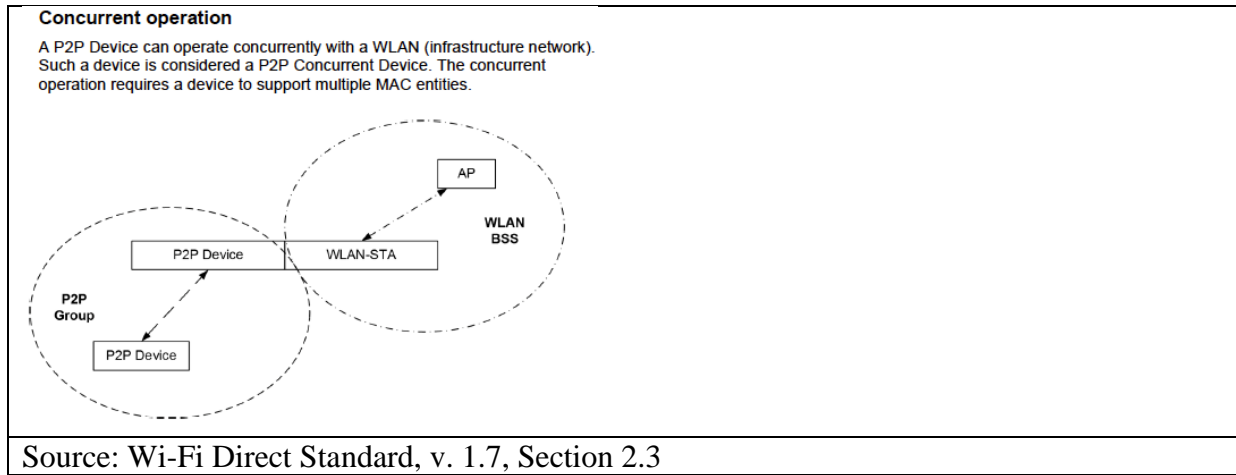 Concurrent operation
A P2P Device can operate concurrently with a WLAN (infrastructure network).
Such a device is considered a P2P Concurrent Device. The concurrent
operation requires a device to support multiple MAC entities.
AP
WLAN
BSS
P2P Device
WLAN-STA
P2P
Group
P2P Device
Source: Wi-Fi Direct Standard, v. 1.7, Section 2.3